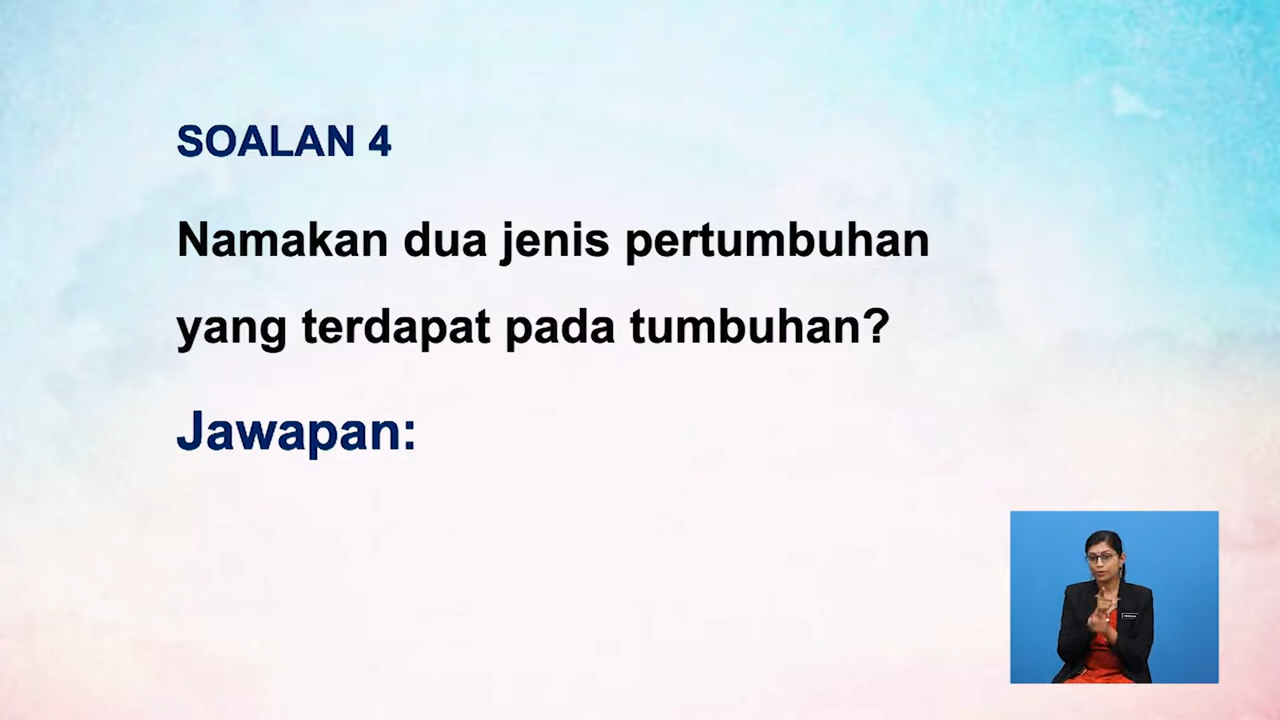 SOALAN 4
Namakan dua jenis pertumbuhan
yang terdapat pada tumbuhan?
Jawapan: